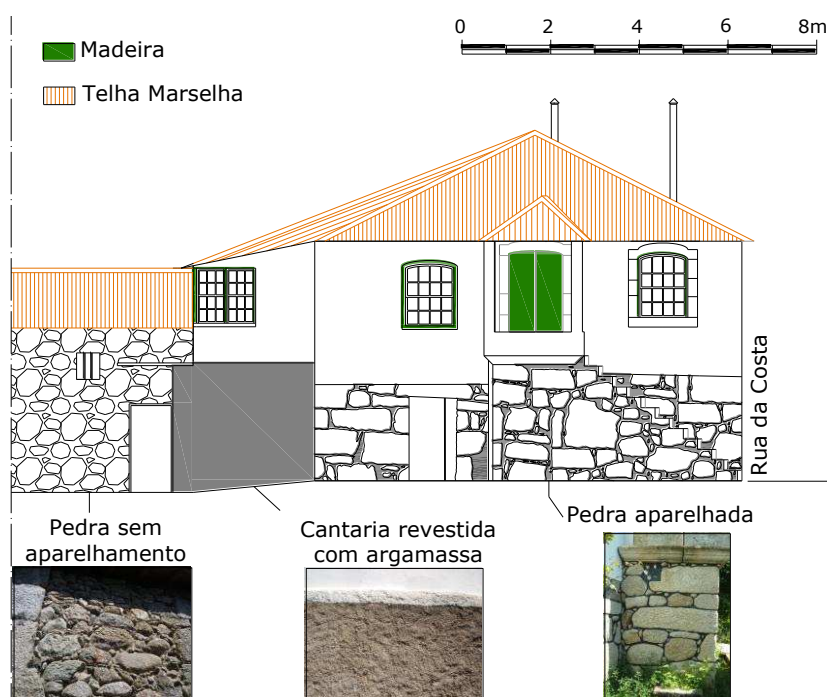 0 2 4 6 8m
Madeira
Telha Marselha
Rua da Costa
Pedra sem
aparelhamento
Cantaria revestida
com argamassa
Pedra aparelhada